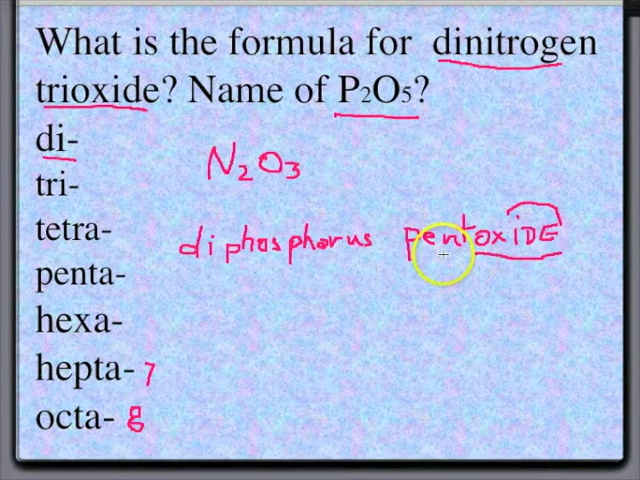 What is the formula for dinitrogen
trioxide? Name of P₂O₅?
di-
N₂O₃
tri-
tetra-
diphosphorus pentoxiDE
penta-
hexa-
hepta- 7
octa- 8